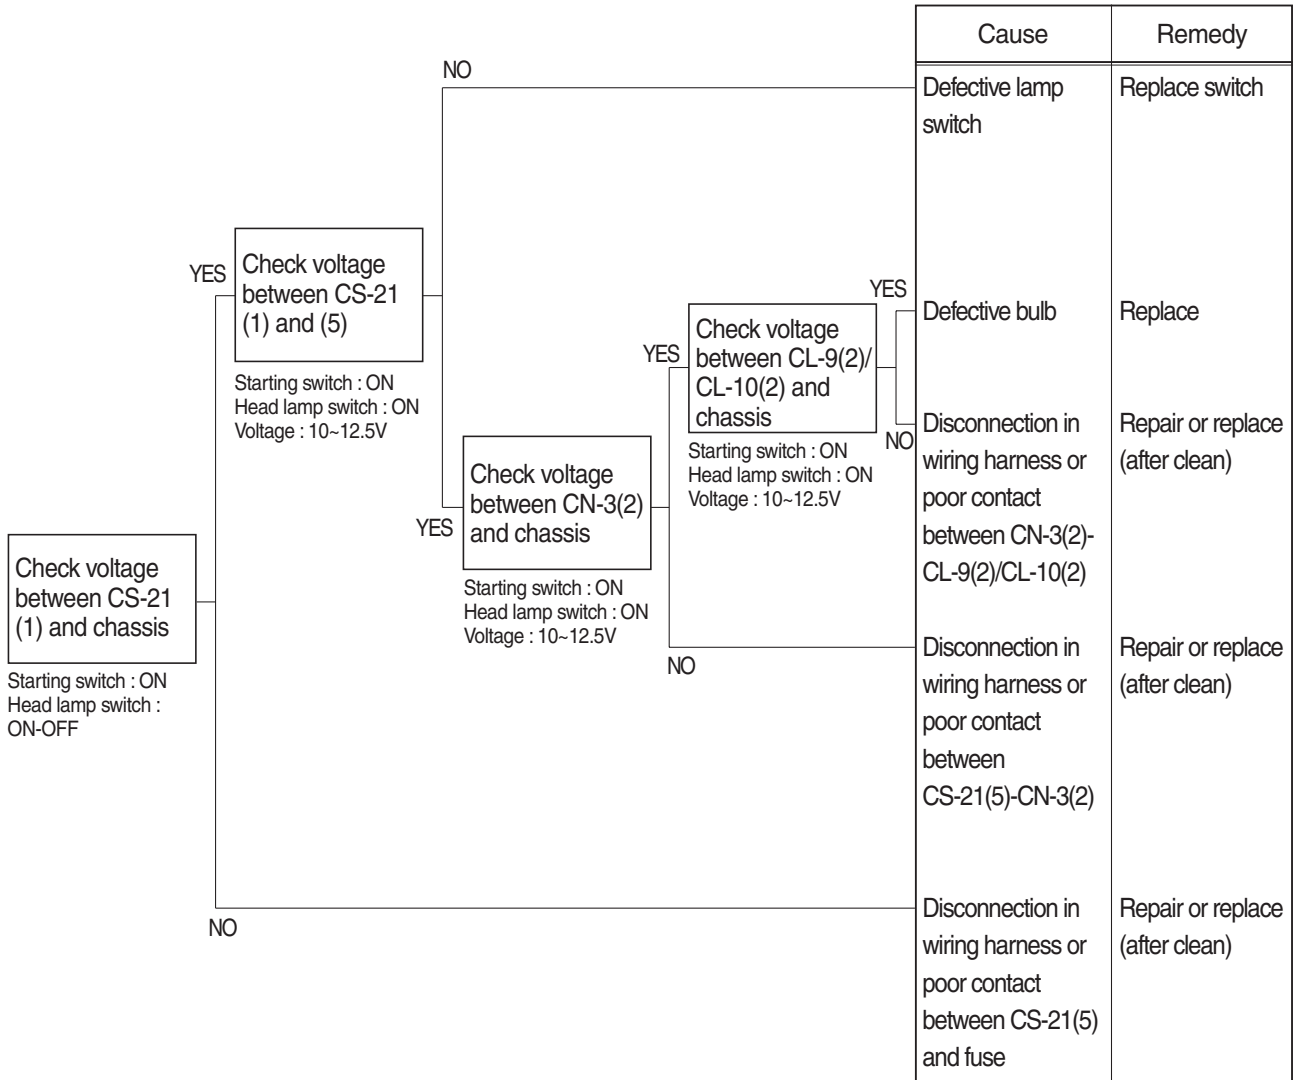 Cause
Remedy
NO
Defective lamp
switch
Replace switch
YES
Check voltage
between CS-21
(1) and (5)
Starting switch : ON
Head lamp switch : ON
Voltage : 10~12.5V
YES
Check voltage
between CL-9(2)/
CL-10(2) and
chassis
Starting switch : ON
Head lamp switch : ON
Voltage : 10~12.5V
YES
Defective bulb
Replace
NO
Disconnection in
wiring harness or
poor contact
between CN-3(2)-
CL-9(2)/CL-10(2)
Repair or replace
(after clean)
YES
Check voltage
between CN-3(2)
and chassis
Starting switch : ON
Head lamp switch : ON
Voltage : 10~12.5V
Check voltage
between CS-21
(1) and chassis
Starting switch : ON
Head lamp switch :
ON-OFF
NO
Disconnection in
wiring harness or
poor contact
between
CS-21(5)-CN-3(2)
Repair or replace
(after clean)
NO
Disconnection in
wiring harness or
poor contact
between CS-21(5)
and fuse
Repair or replace
(after clean)